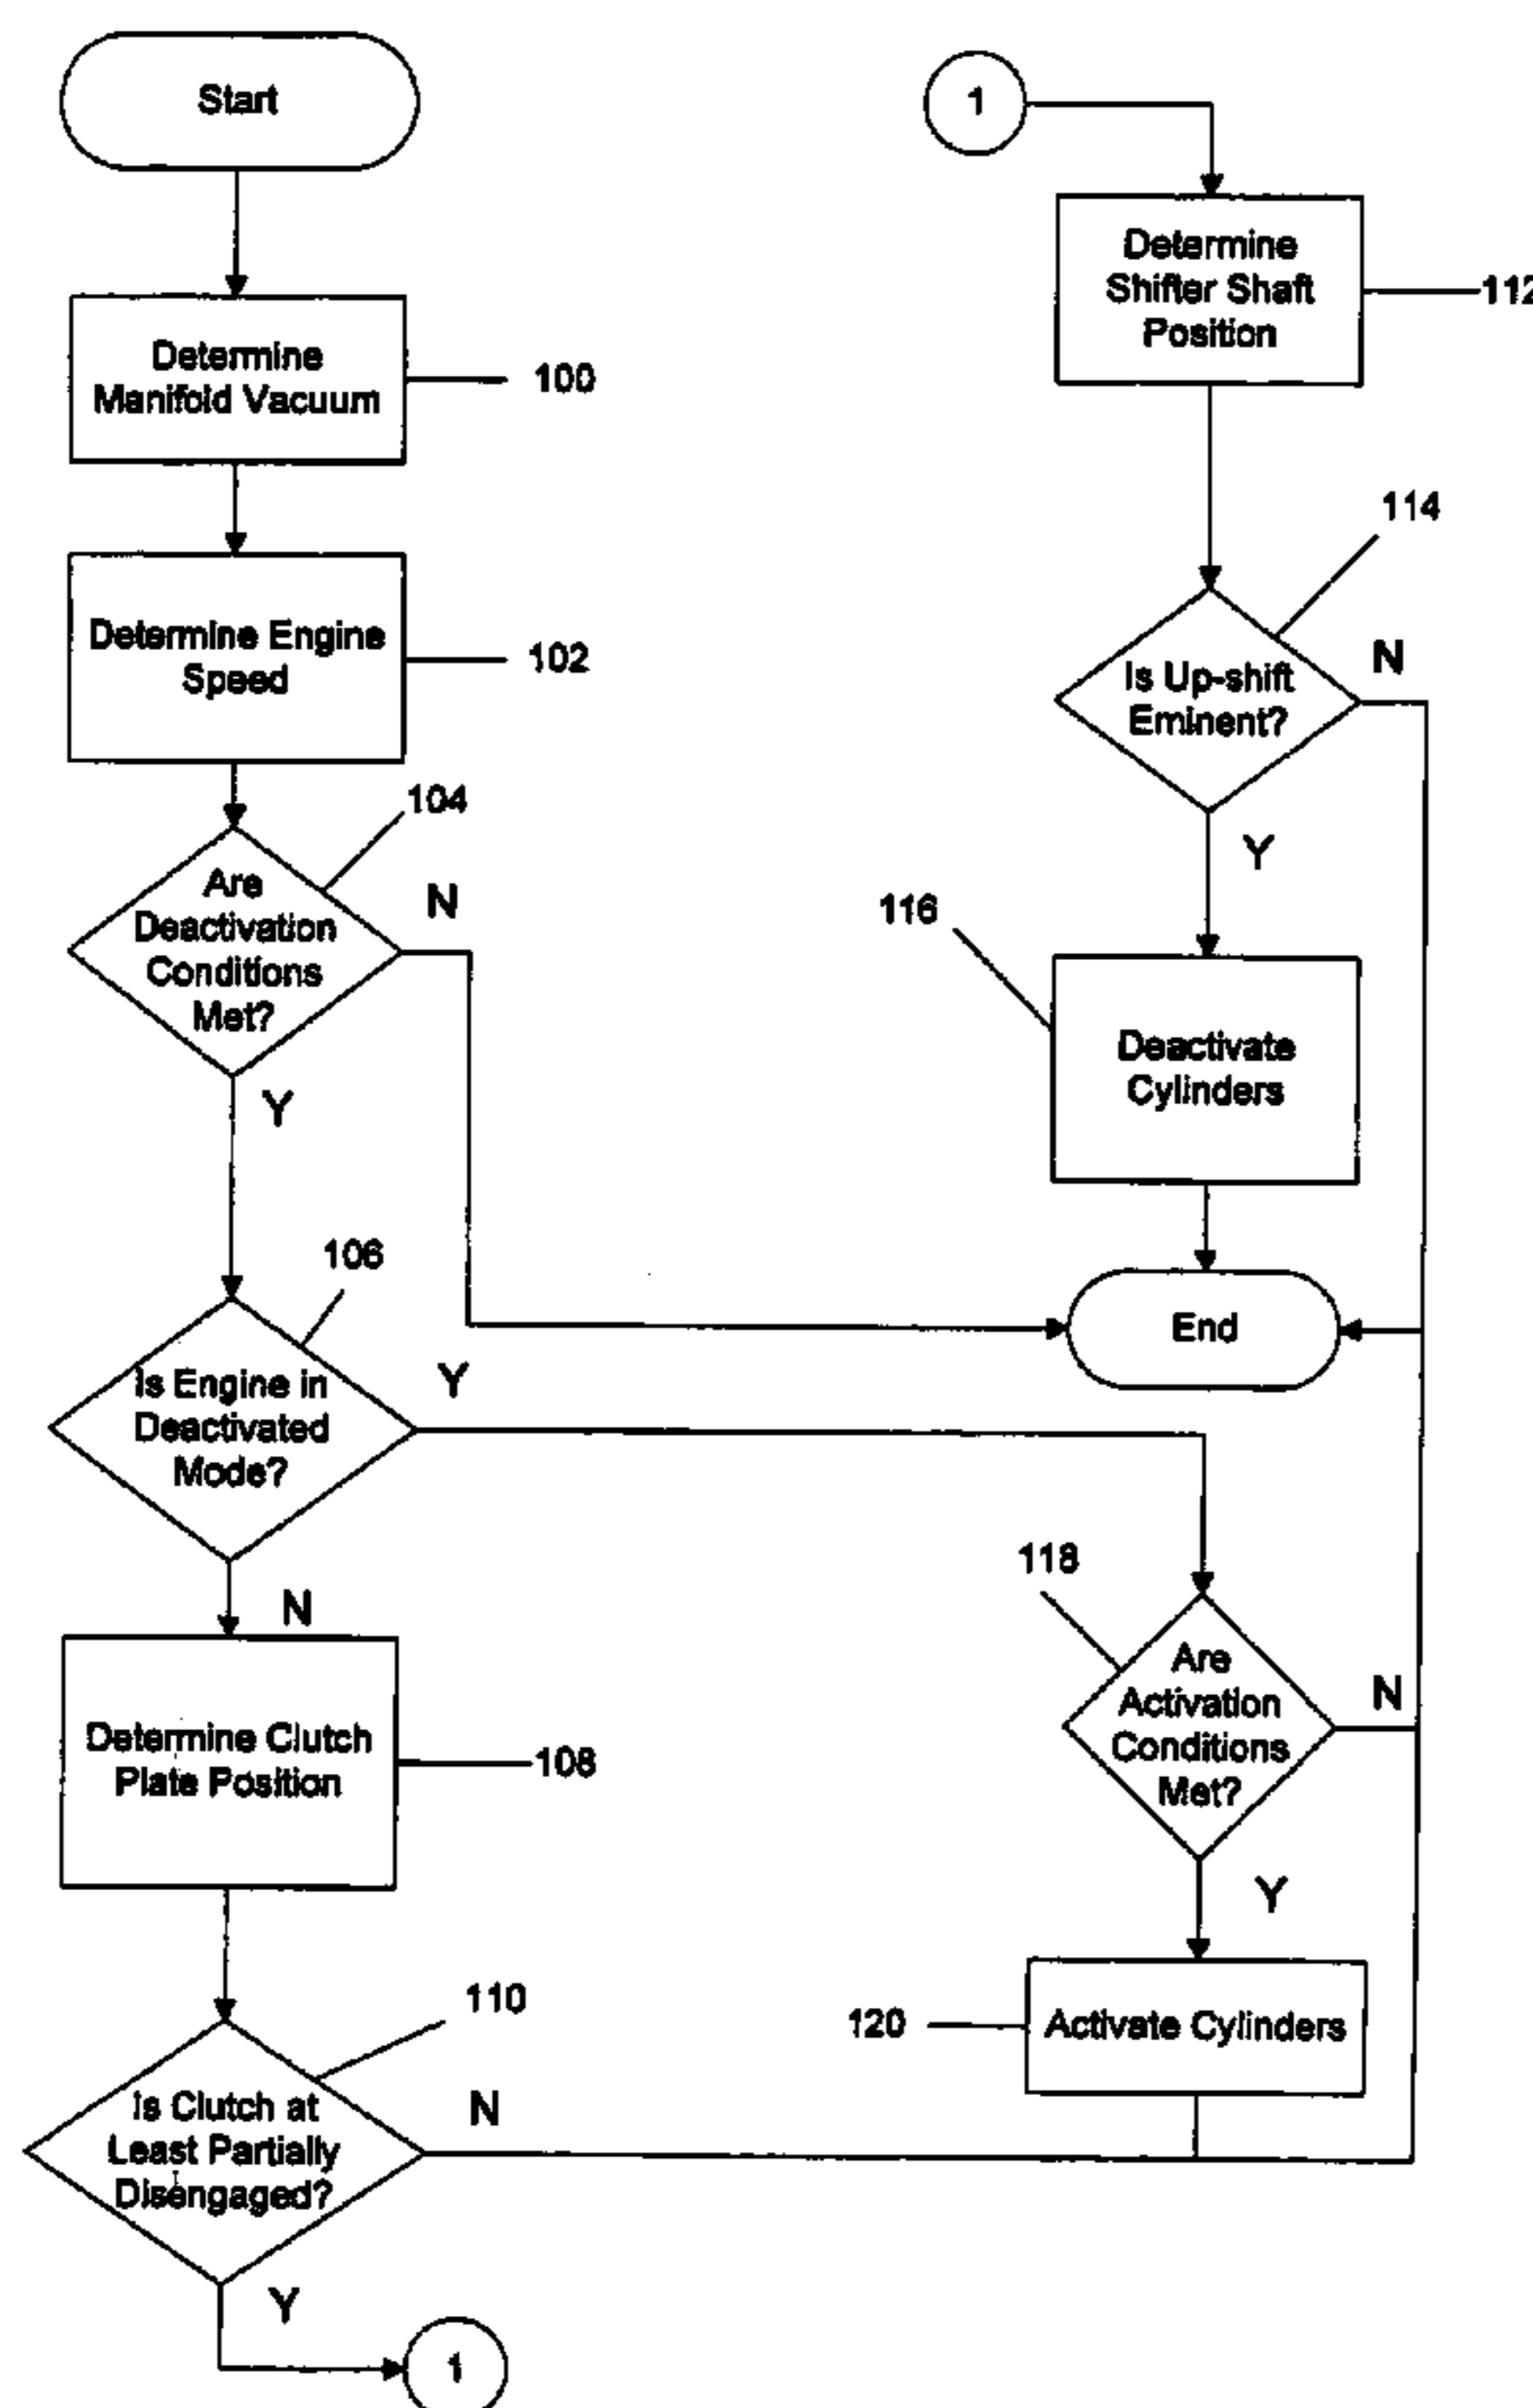 Start
Determine
Manifold Vacuum
100
Determine Engine
Speed
102
104
Are
Deactivation
Conditions
Met?
N
Y
106
Is Engine in
Deactivated
Mode?
Y
N
Determine Clutch
Plate Position
108
110
Is Clutch at
Least Partially
Disengaged?
N
Y
1
1
Determine
Shifter Shaft
Position
112
114
Is Up-shift
Eminent?
N
Y
116
Deactivate
Cylinders
End
118
Are
Activation
Conditions
Met?
N
Y
120
Activate Cylinders